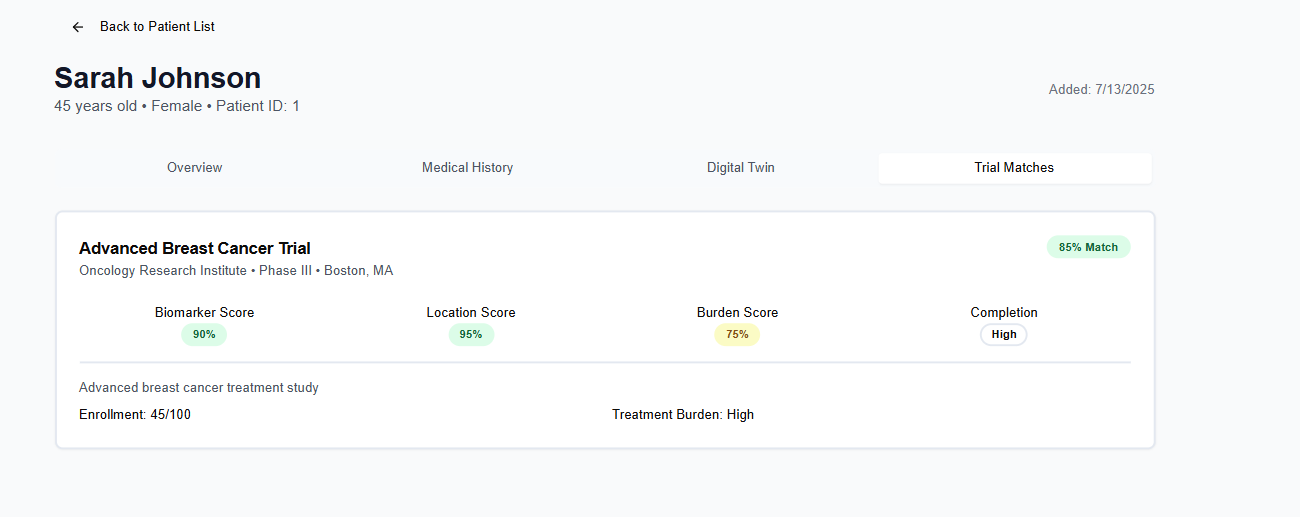 Back to Patient List
Sarah Johnson
45 years old • Female • Patient ID: 1
Added: 7/13/2025
Overview
Medical History
Digital Twin
Trial Matches
Advanced Breast Cancer Trial
85% Match
Oncology Research Institute • Phase III • Boston, MA
Biomarker Score
90%
Location Score
95%
Burden Score
75%
Completion
High
Advanced breast cancer treatment study
Enrollment: 45/100
Treatment Burden: High